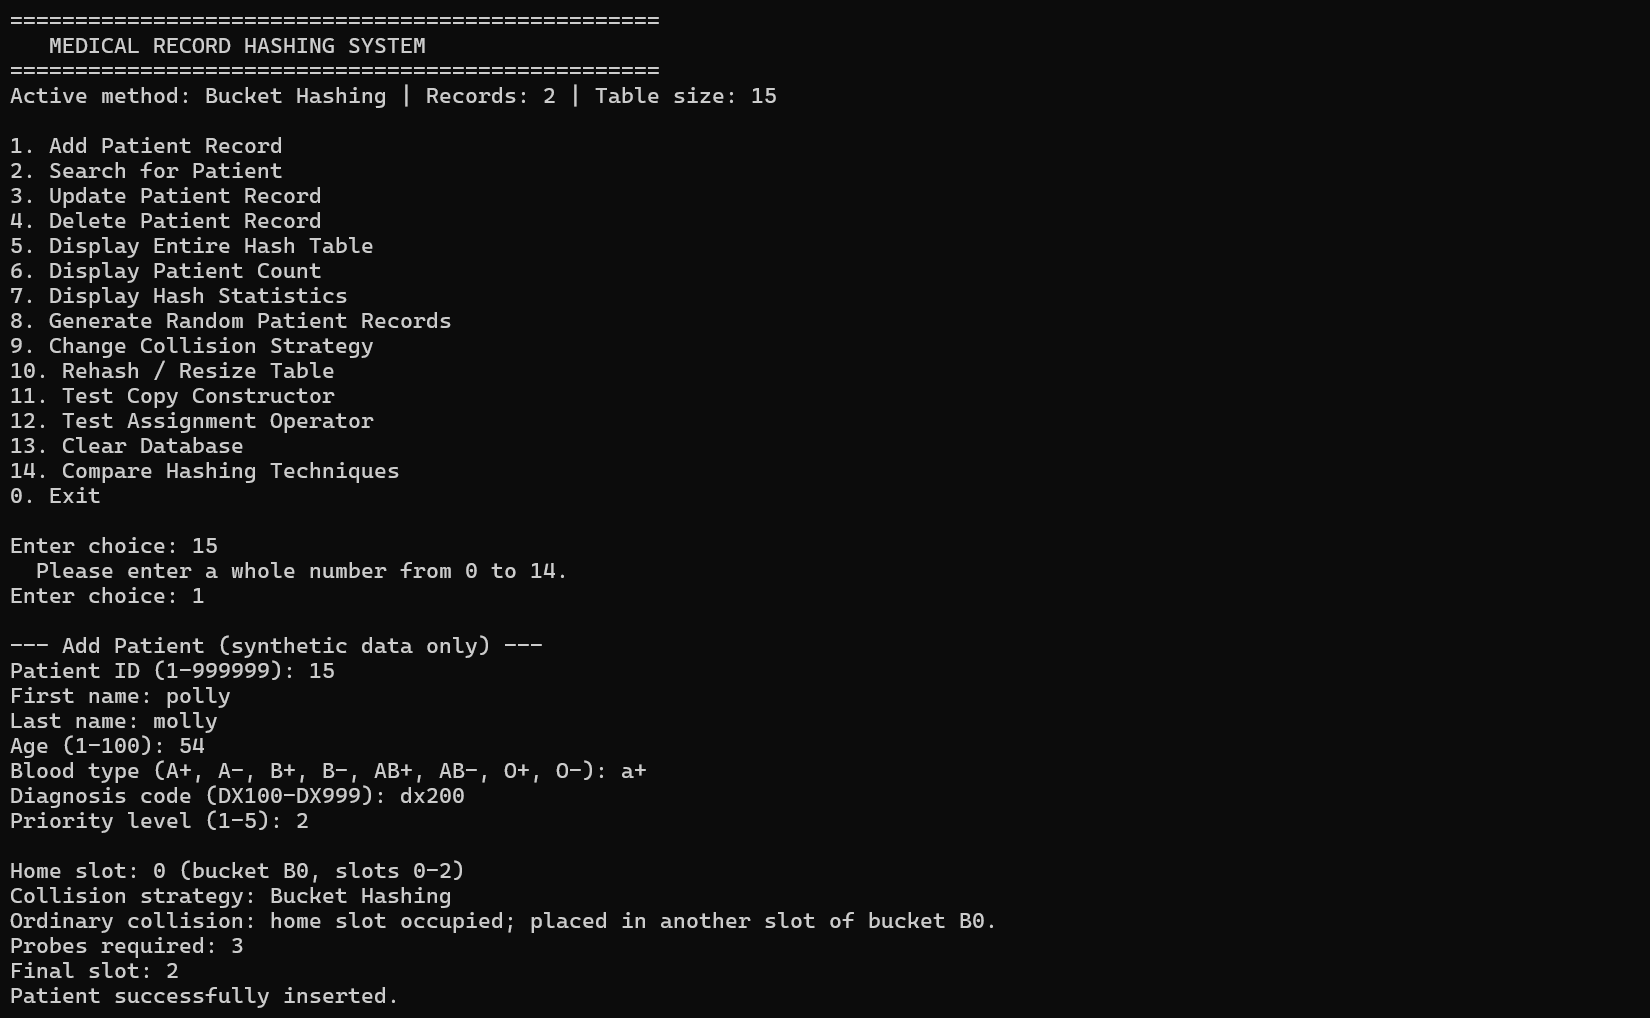 ==================================================
   MEDICAL RECORD HASHING SYSTEM
==================================================
Active method: Bucket Hashing | Records: 2 | Table size: 15

1. Add Patient Record
2. Search for Patient
3. Update Patient Record
4. Delete Patient Record
5. Display Entire Hash Table
6. Display Patient Count
7. Display Hash Statistics
8. Generate Random Patient Records
9. Change Collision Strategy
10. Rehash / Resize Table
11. Test Copy Constructor
12. Test Assignment Operator
13. Clear Database
14. Compare Hashing Techniques
0. Exit

Enter choice: 15
  Please enter a whole number from 0 to 14.
Enter choice: 1

--- Add Patient (synthetic data only) ---
Patient ID (1-999999): 15
First name: polly
Last name: molly
Age (1-100): 54
Blood type (A+, A-, B+, B-, AB+, AB-, O+, O-): a+
Diagnosis code (DX100-DX999): dx200
Priority level (1-5): 2

Home slot: 0 (bucket B0, slots 0-2)
Collision strategy: Bucket Hashing
Ordinary collision: home slot occupied; placed in another slot of bucket B0.
Probes required: 3
Final slot: 2
Patient successfully inserted.